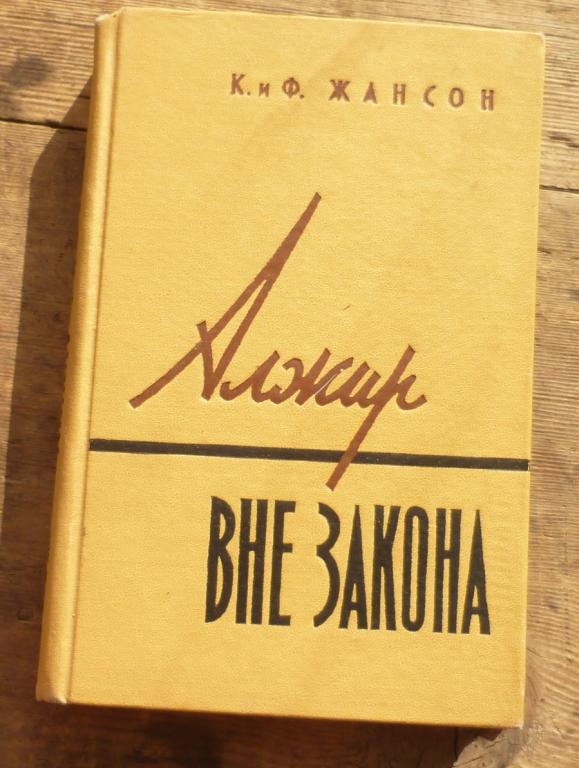 К. и Ф. ЖАНСОН
Алжир
ВНЕ ЗАКОНА